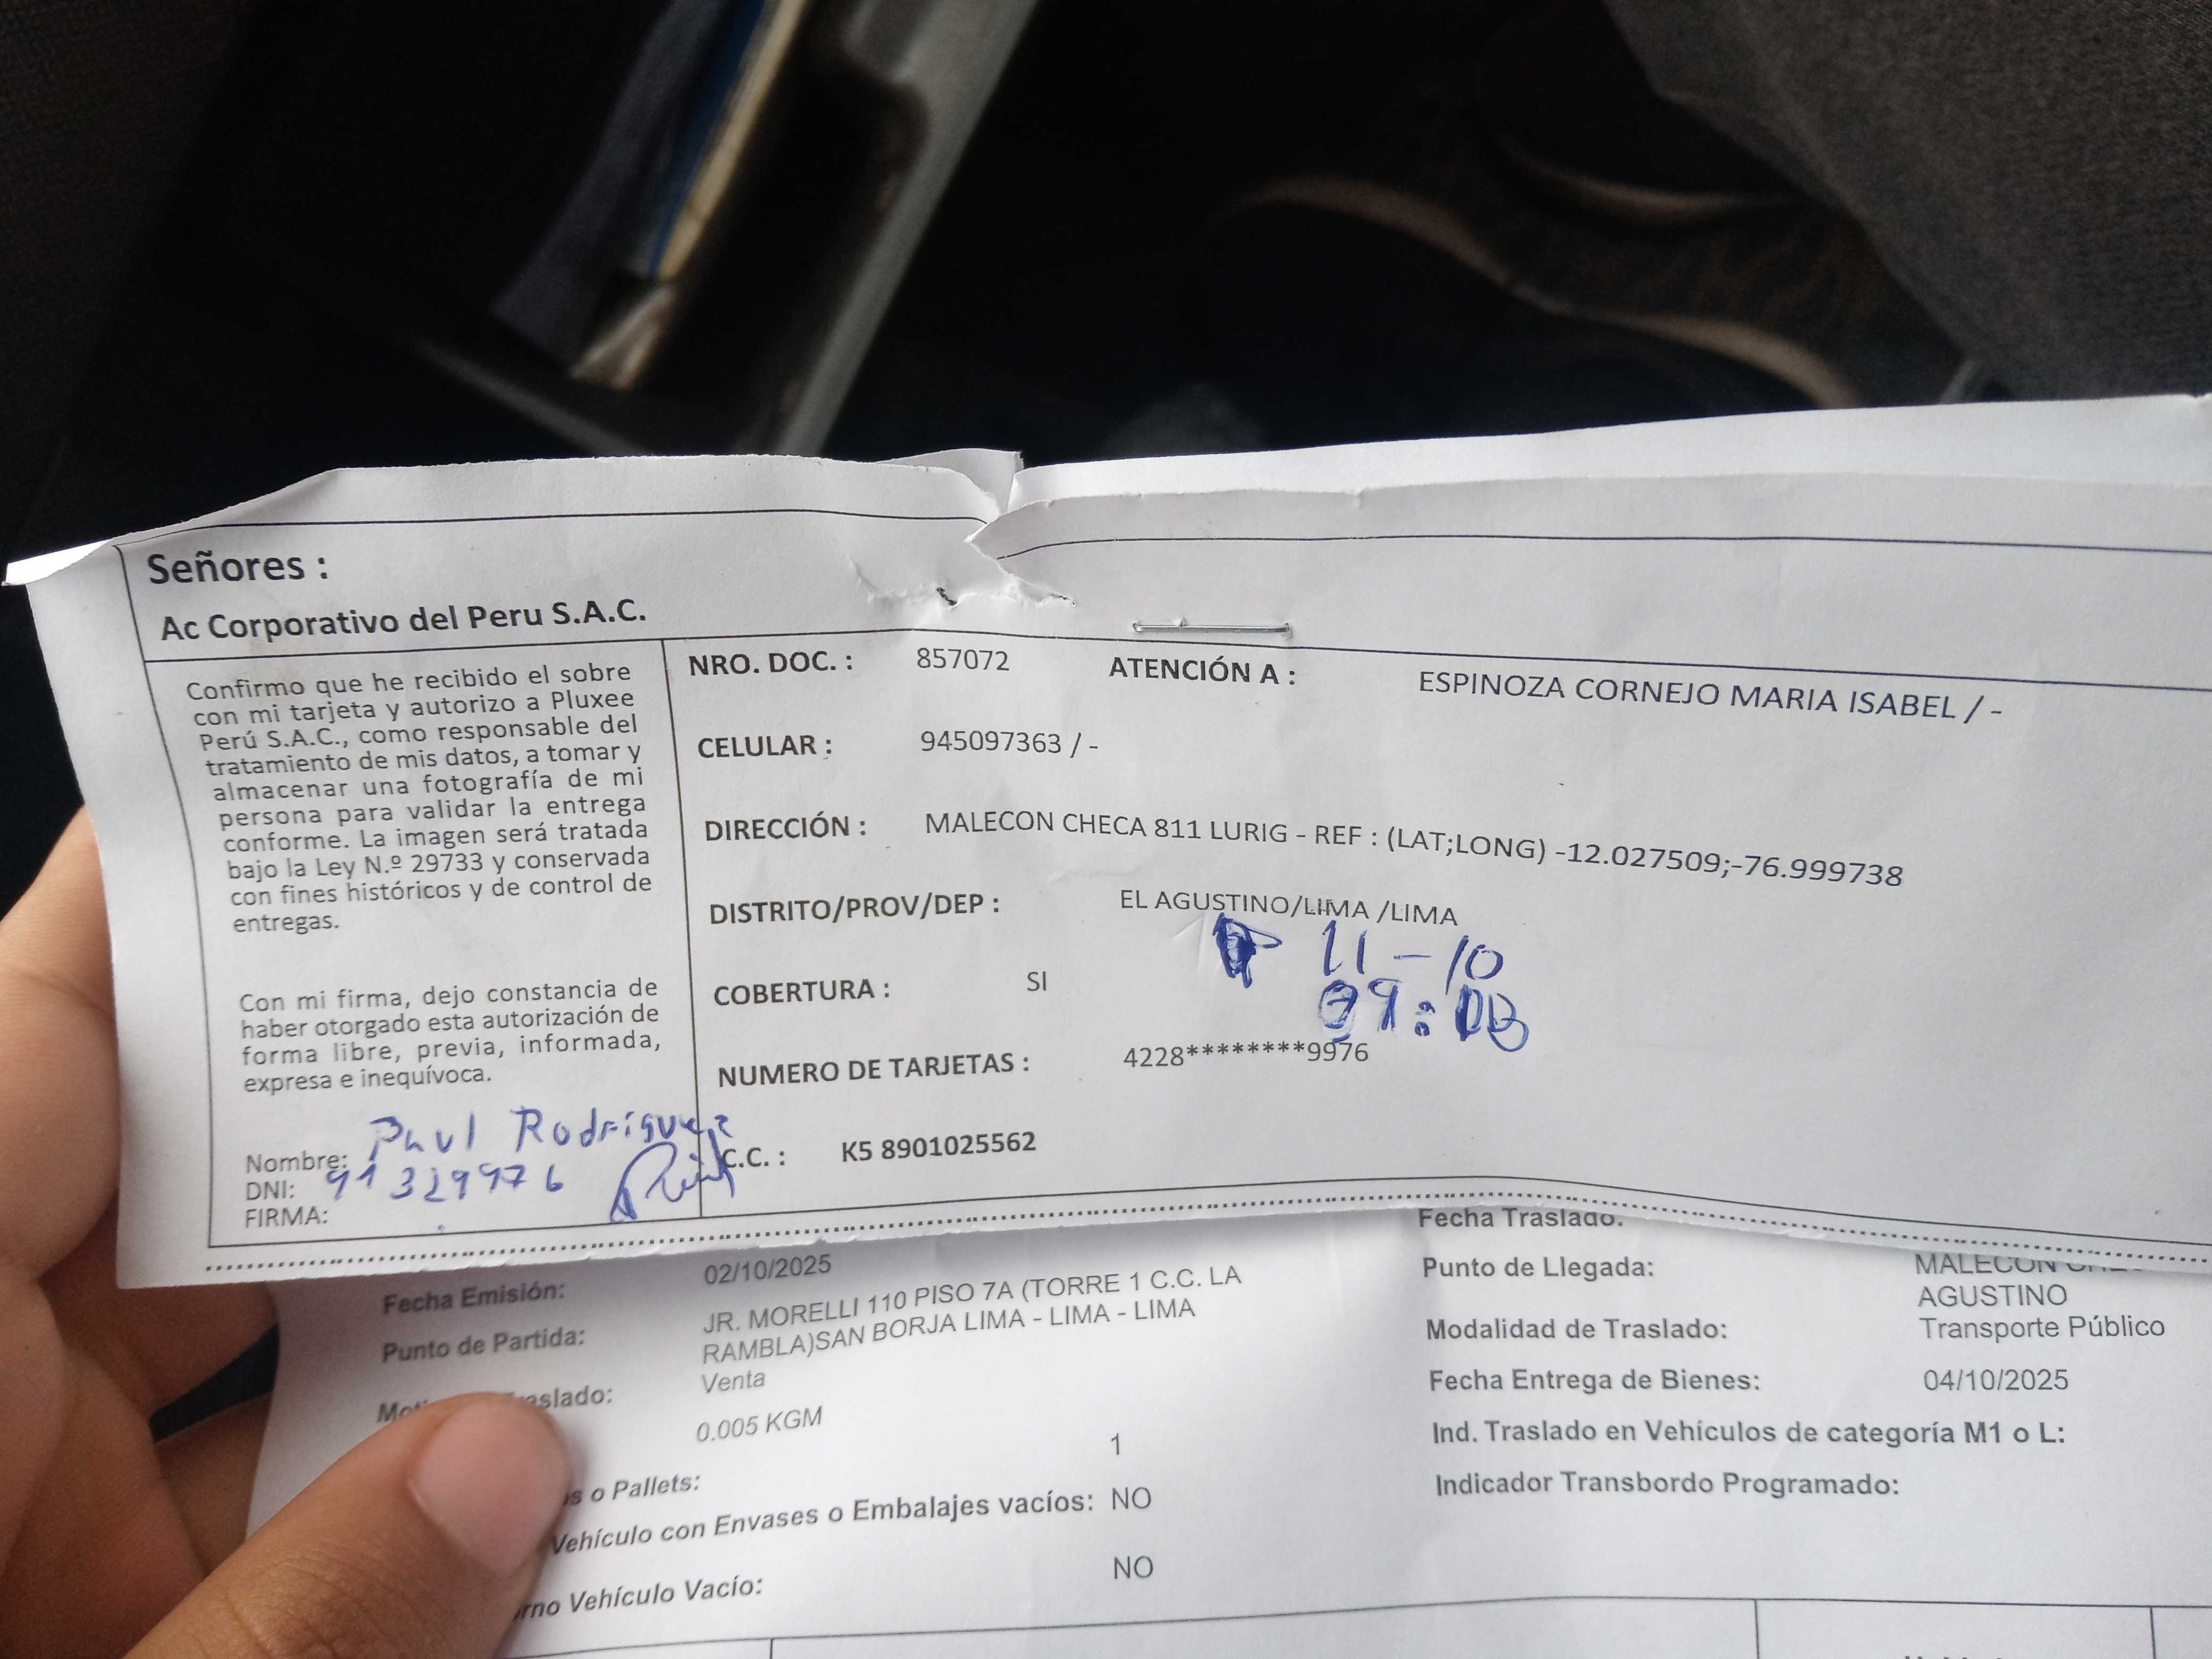 Señores :
Ac Corporativo del Peru S.A.C.
Confirmo que he recibido el sobre
con mi tarjeta y autorizo a Pluxee
Perú S.A.C., como responsable del
tratamiento de mis datos, a tomar y
almacenar una fotografía de mi
persona para validar la entrega
conforme. La imagen será tratada
bajo la Ley N.º 29733 y conservada
con fines históricos y de control de
entregas.
Con mi firma, dejo constancia de
haber otorgado esta autorización de
forma libre, previa, informada,
expresa e inequívoca.
Nombre: Paul Rodríguez
DNI: 41329976
FIRMA:
NRO. DOC. : 857072 ATENCIÓN A : ESPINOZA CORNEJO MARIA ISABEL / -
CELULAR : 945097363 / -
DIRECCIÓN : MALECON CHECA 811 LURIG - REF : (LAT;LONG) -12.027509;-76.999738
DISTRITO/PROV/DEP : EL AGUSTINO/LIMA /LIMA
11-10
COBERTURA : SI
NUMERO DE TARJETAS : 4228********9976
C.C. : K5 8901025562
Fecha Emisión: 02/10/2025
Punto de Partida: JR. MORELLI 110 PISO 7A (TORRE 1 C.C. LA
RAMBLA)SAN BORJA LIMA - LIMA - LIMA
Venta
0.005 KGM
s o Pallets: 1
Vehículo con Envases o Embalajes vacíos: NO
rno Vehículo Vacío: NO
Fecha Traslado:
Punto de Llegada: MALECON
AGUSTINO
Modalidad de Traslado: Transporte Público
Fecha Entrega de Bienes: 04/10/2025
Ind. Traslado en Vehículos de categoría M1 o L:
Indicador Transbordo Programado: